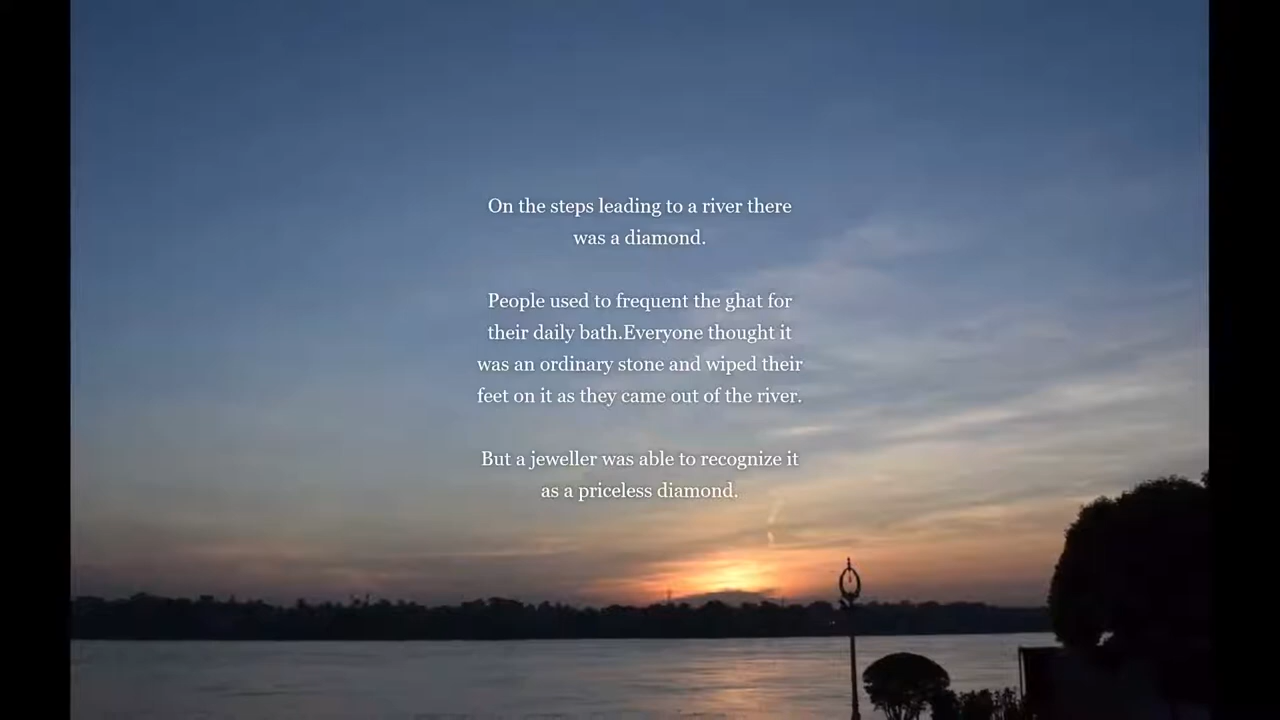 On the steps leading to a river there
was a diamond.
People used to frequent the ghat for
their daily bath.Everyone thought it
was an ordinary stone and wiped their
feet on it as they came out of the river.
But a jeweller was able to recognize it
as a priceless diamond.